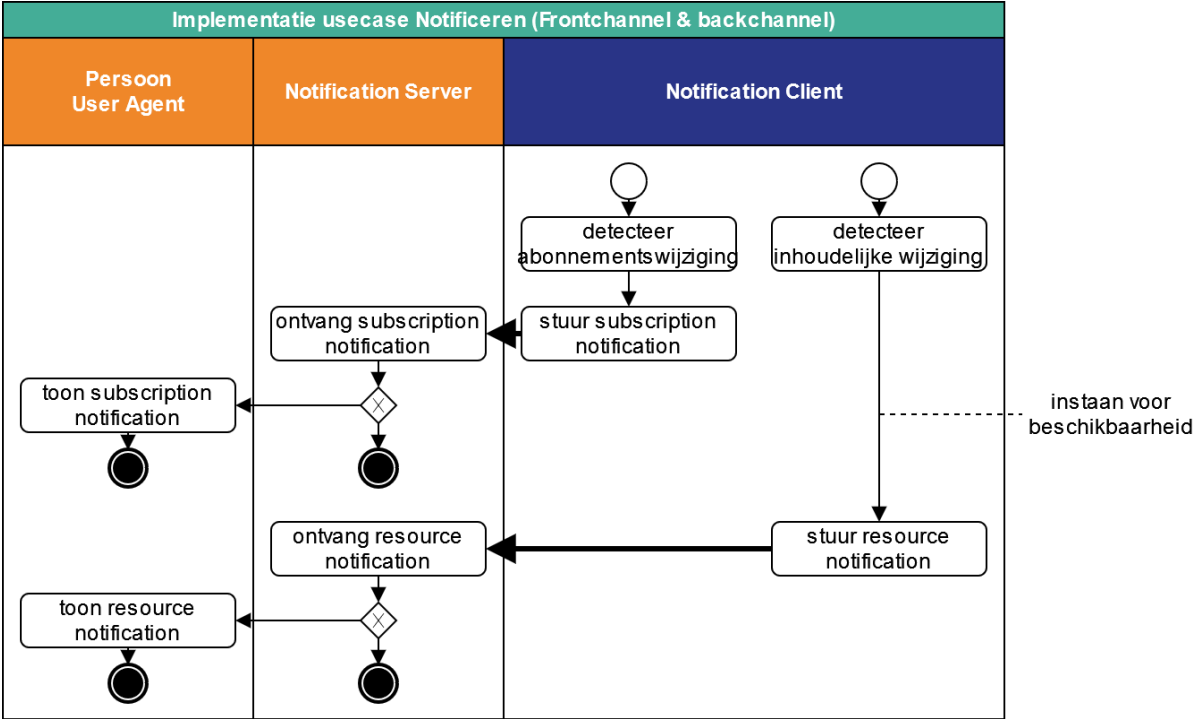 Implementatie usecase Notificeren (Frontchannel & backchannel)
Persoon
User Agent
Notification Server
Notification Client
detecteer
abonnementswijziging
detecteer
inhoudelijke wijziging
ontvang subscription
notification
stuur subscription
notification
toon subscription
notification
X
instaan voor
beschikbaarheid
ontvang resource
notification
stuur resource
notification
toon resource
notification
X